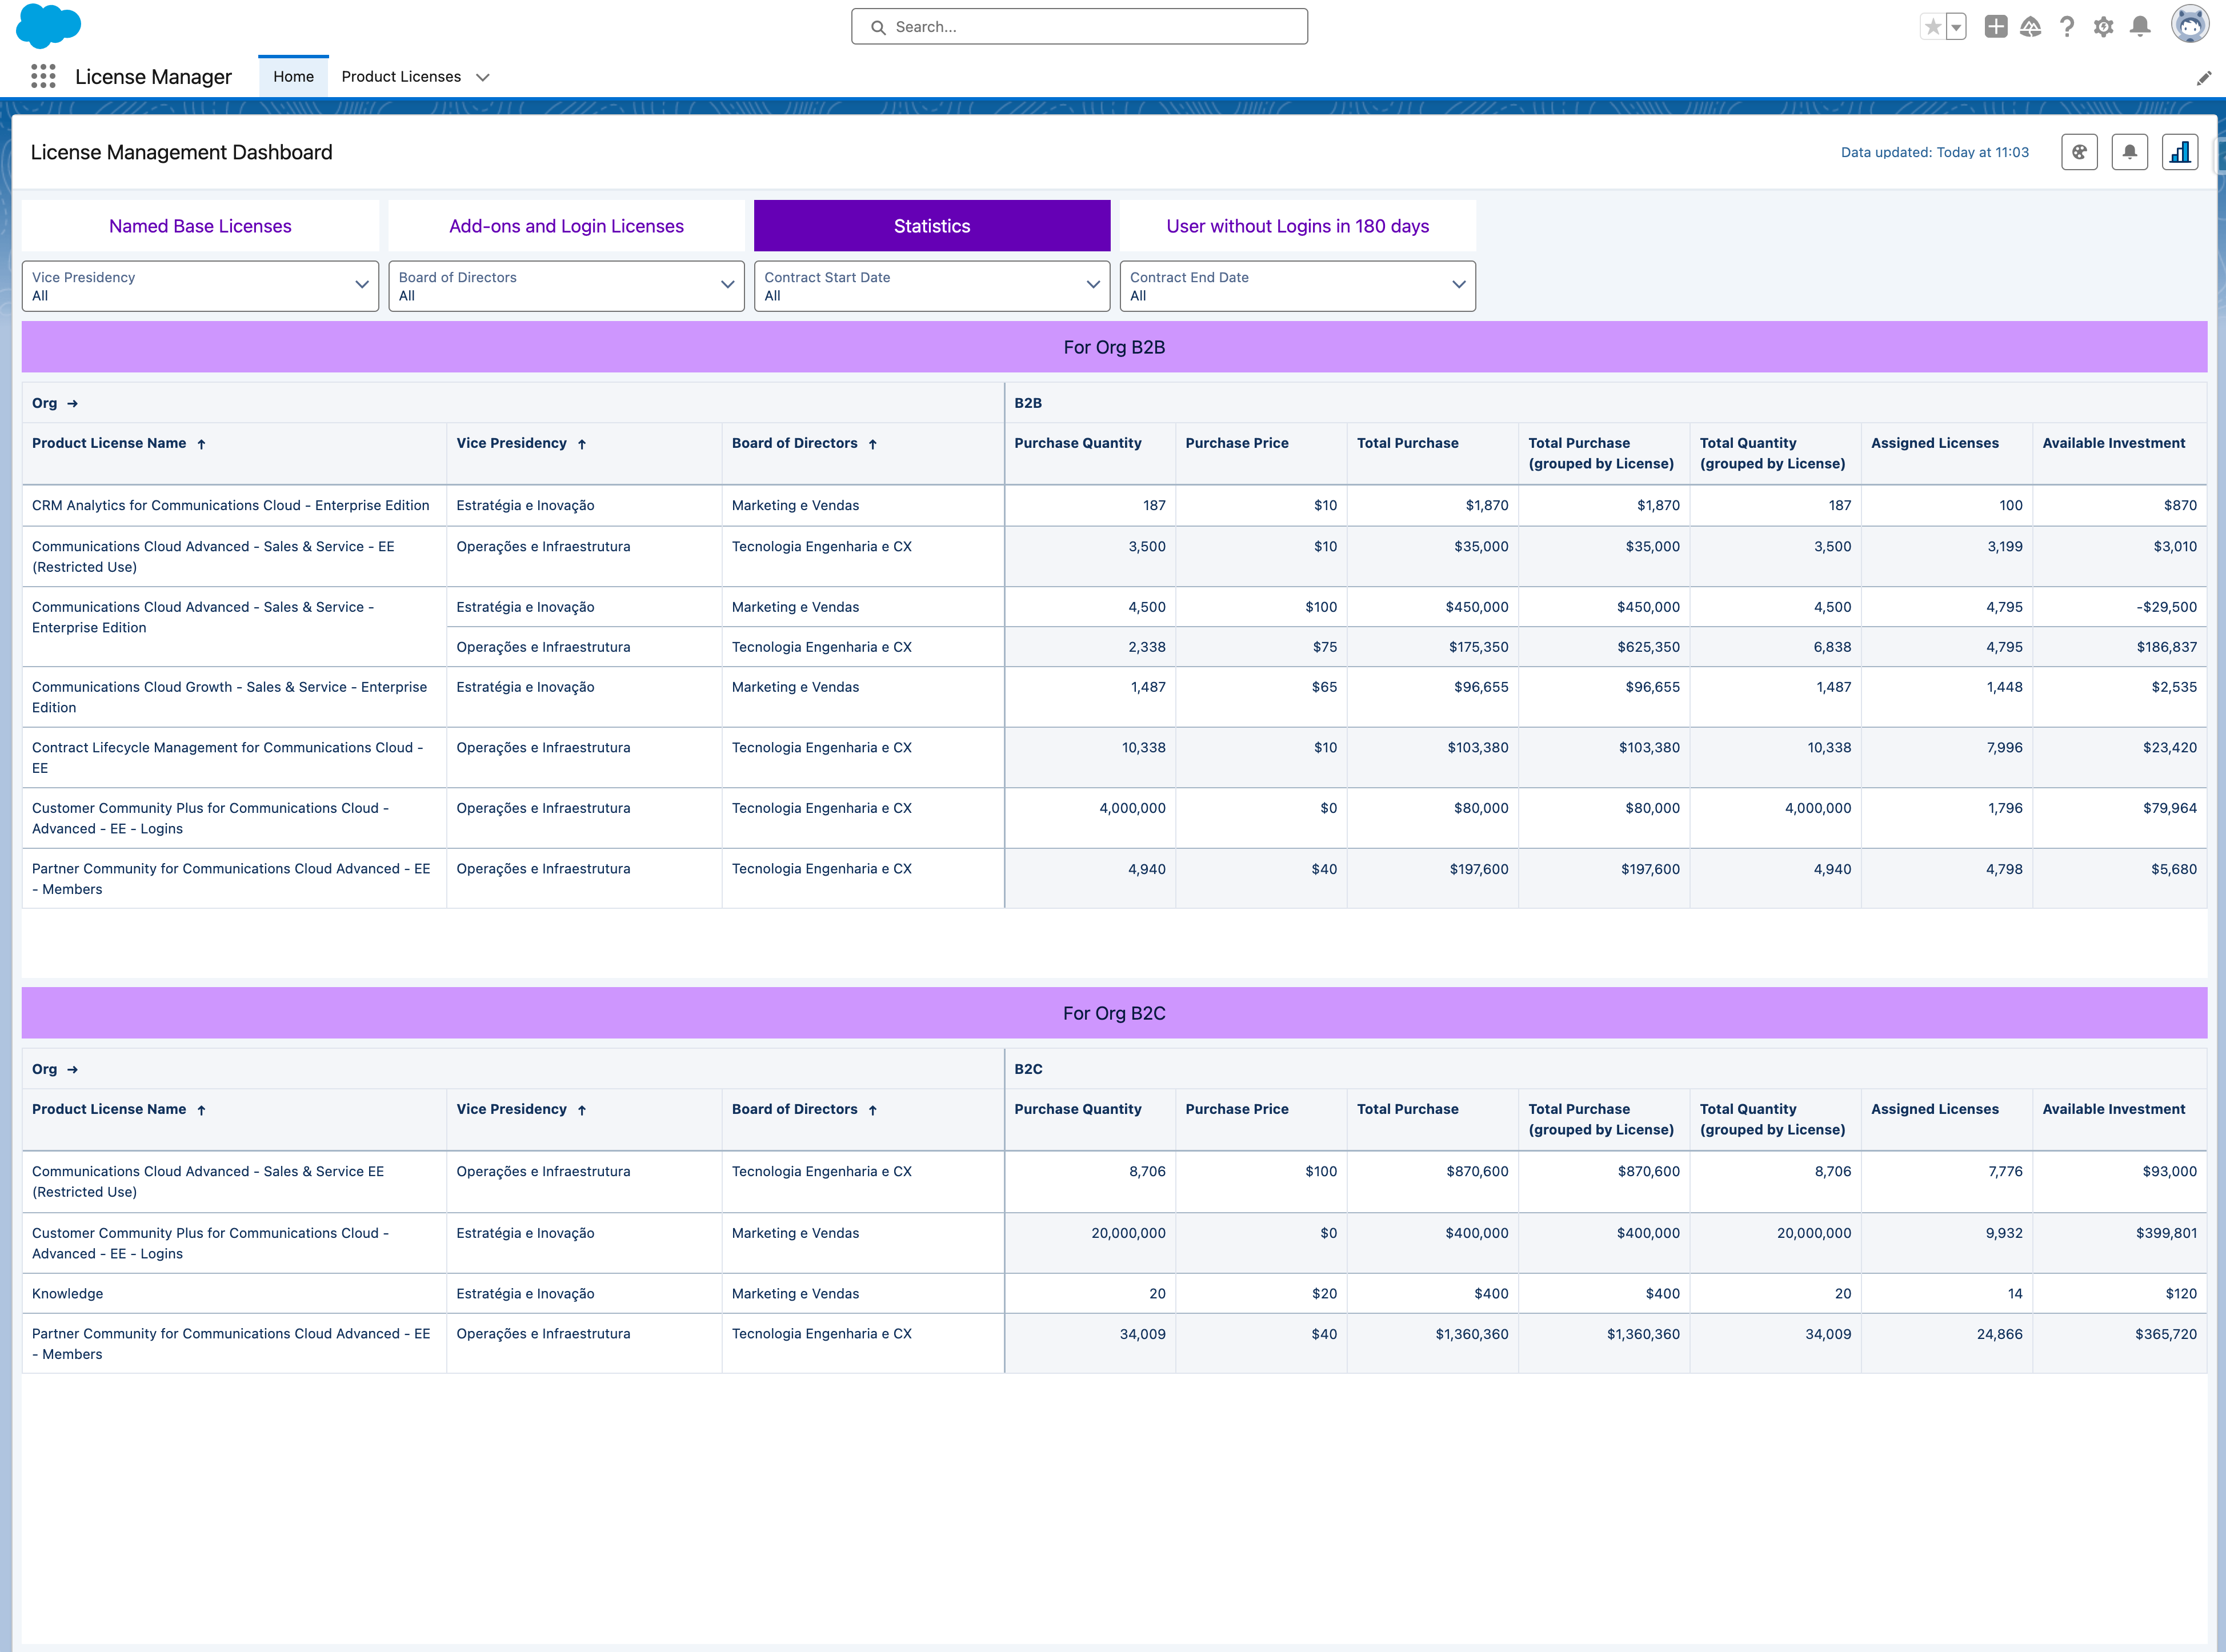 Search...
License Manager
Home
Product Licenses
License Management Dashboard
Data updated: Today at 11:03
Named Base Licenses
Add-ons and Login Licenses
Statistics
User without Logins in 180 days
Vice Presidency
All
Board of Directors
All
Contract Start Date
All
Contract End Date
All
For Org B2B
Org → B2B
Product License Name ↑ Vice Presidency ↑ Board of Directors ↑ Purchase Quantity Purchase Price Total Purchase Total Purchase Total Quantity Assigned Licenses Available Investment
(grouped by License) (grouped by License)
CRM Analytics for Communications Cloud - Enterprise Edition Estratégia e Inovação Marketing e Vendas 187 $10 $1,870 $1,870 187 100 $870
Communications Cloud Advanced - Sales & Service - EE Operações e Infraestrutura Tecnologia Engenharia e CX 3,500 $10 $35,000 $35,000 3,500 3,199 $3,010
(Restricted Use)
Communications Cloud Advanced - Sales & Service - Estratégia e Inovação Marketing e Vendas 4,500 $100 $450,000 $450,000 4,500 4,795 -$29,500
Enterprise Edition
Operações e Infraestrutura Tecnologia Engenharia e CX 2,338 $75 $175,350 $625,350 6,838 4,795 $186,837
Communications Cloud Growth - Sales & Service - Enterprise Estratégia e Inovação Marketing e Vendas 1,487 $65 $96,655 $96,655 1,487 1,448 $2,535
Edition
Contract Lifecycle Management for Communications Cloud - Operações e Infraestrutura Tecnologia Engenharia e CX 10,338 $10 $103,380 $103,380 10,338 7,996 $23,420
EE
Customer Community Plus for Communications Cloud - Operações e Infraestrutura Tecnologia Engenharia e CX 4,000,000 $0 $80,000 $80,000 4,000,000 1,796 $79,964
Advanced - EE - Logins
Partner Community for Communications Cloud Advanced - EE Operações e Infraestrutura Tecnologia Engenharia e CX 4,940 $40 $197,600 $197,600 4,940 4,798 $5,680
- Members
For Org B2C
Org → B2C
Product License Name ↑ Vice Presidency ↑ Board of Directors ↑ Purchase Quantity Purchase Price Total Purchase Total Purchase Total Quantity Assigned Licenses Available Investment
(grouped by License) (grouped by License)
Communications Cloud Advanced - Sales & Service EE Operações e Infraestrutura Tecnologia Engenharia e CX 8,706 $100 $870,600 $870,600 8,706 7,776 $93,000
(Restricted Use)
Customer Community Plus for Communications Cloud - Estratégia e Inovação Marketing e Vendas 20,000,000 $0 $400,000 $400,000 20,000,000 9,932 $399,801
Advanced - EE - Logins
Knowledge Estratégia e Inovação Marketing e Vendas 20 $20 $400 $400 20 14 $120
Partner Community for Communications Cloud Advanced - EE Operações e Infraestrutura Tecnologia Engenharia e CX 34,009 $40 $1,360,360 $1,360,360 34,009 24,866 $365,720
- Members